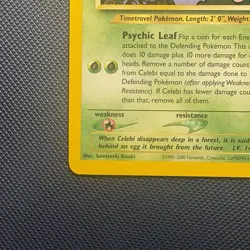 Timetravel Pokémon. Length: 2' 0", Weight:
Psychic Leaf Flip a coin for each Energy
attached to the Defending Pokémon. This a
does 10 damage plus 10 more damage for e
heads. Remove a number of damage count
from Celebi equal to the damage done to
Defending Pokémon (after applying Weakne
Resistance). If Celebi has fewer damage coun
than that, remove all of them.
weakness resistance
When Celebi disappears deep in a forest, it is said
behind an egg it brought from the future. LV. 1
Illus.
©1995, 2000 Nintendo, Creatures, GAMEFREAK